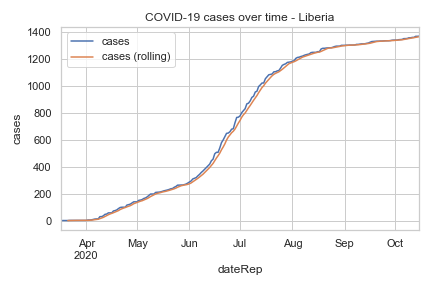 COVID-19 cases over time - Liberia
cases
cases (rolling)
1400
1200
1000
800
600
400
200
0
cases
Apr May Jun Jul Aug Sep Oct
2020
dateRep